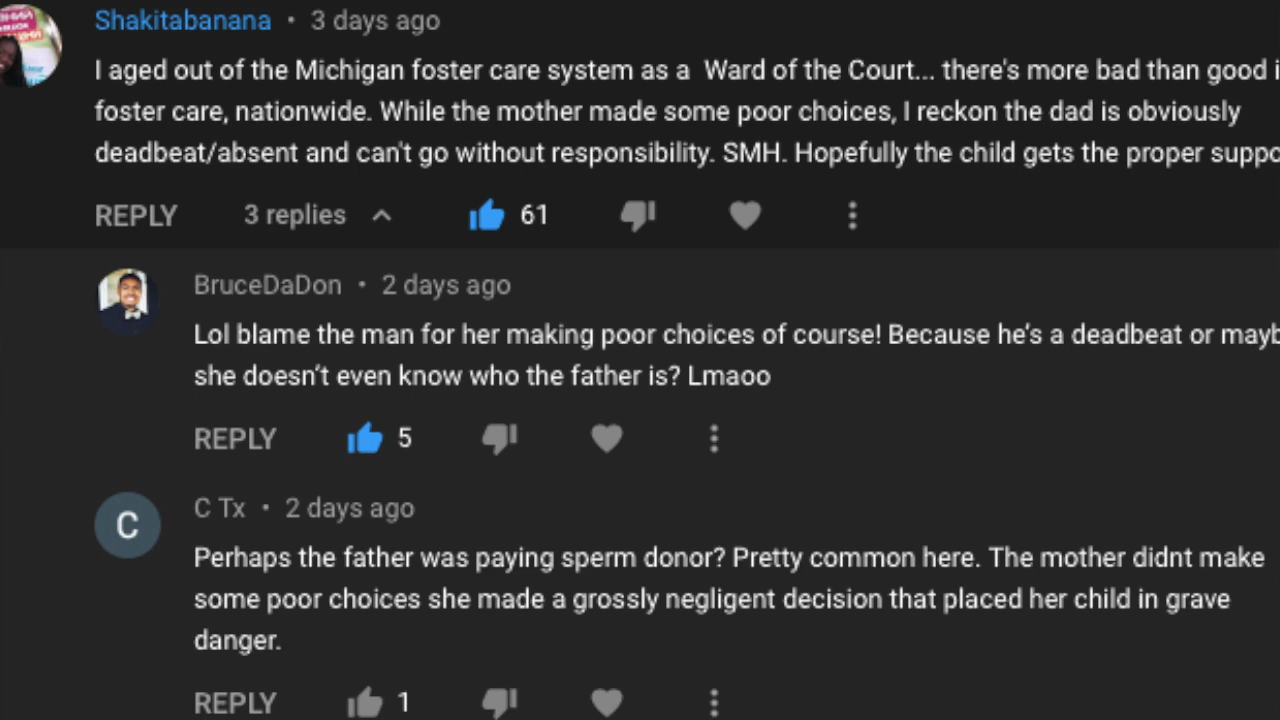 Shakitabanana • 3 days ago
I aged out of the Michigan foster care system as a Ward of the Court... there's more bad than good i
foster care, nationwide. While the mother made some poor choices, I reckon the dad is obviously
deadbeat/absent and can't go without responsibility. SMH. Hopefully the child gets the proper suppo
REPLY 3 replies 61
BruceDaDon • 2 days ago
Lol blame the man for her making poor choices of course! Because he's a deadbeat or mayb
she doesn't even know who the father is? Lmaoo
REPLY 5
C
C Tx • 2 days ago
Perhaps the father was paying sperm donor? Pretty common here. The mother didnt make
some poor choices she made a grossly negligent decision that placed her child in grave
danger.
REPLY 1